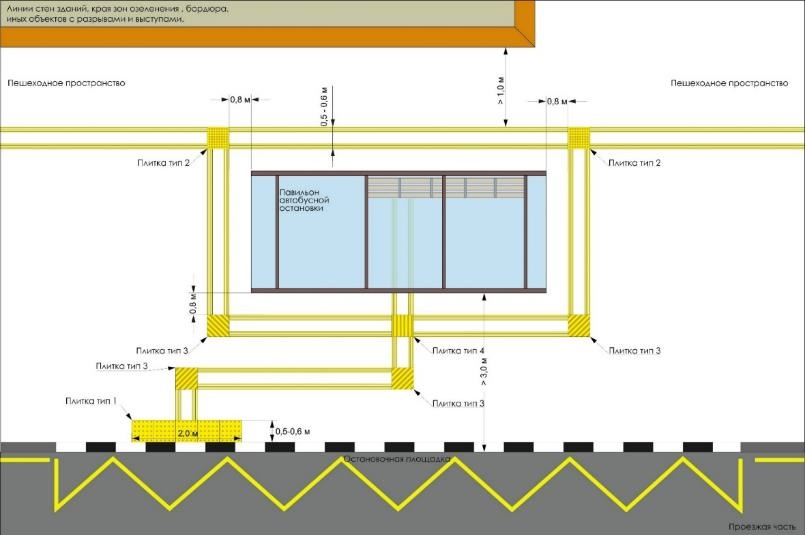 Линии стен зданий, края зон озеленения , бордюра,
иных объектов с разрывами и выступами.
Пешеходное пространство
Пешеходное пространство
> 1,0 м
0,8 м
0,5 - 0,6 м
0,8 м
Плитка тип 2
Плитка тип 2
Павильон
автобусной
остановки
0,8 м
Плитка тип 3
Плитка тип 4
Плитка тип 3
Плитка тип 3
> 3,0 м
Плитка тип 1
Плитка тип 3
2,0 м
0,5-0,6 м
Остановочная площадка
Проезжая часть